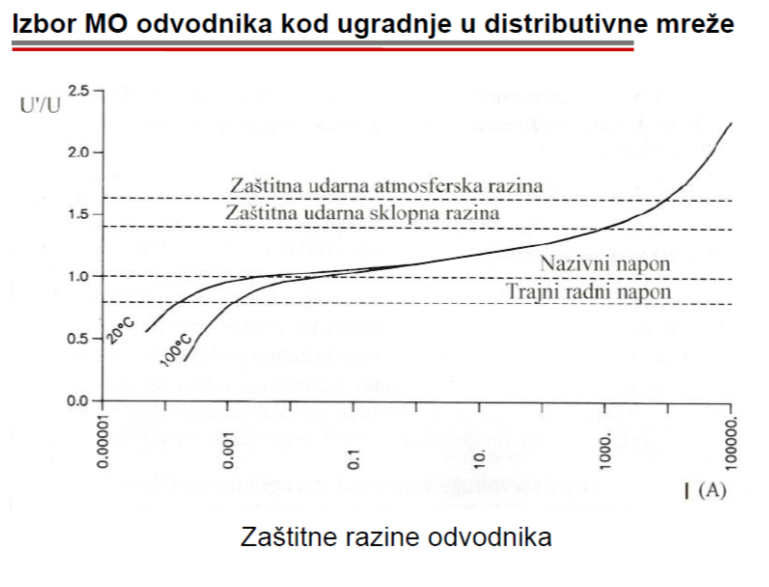 Izbor MO odvodnika kod ugradnje u distributivne mreže
U'/U
2.5
2.0
Zaštitna udarna atmosferska razina
1.5
Zaštitna udarna sklopna razina
Nazivni napon
1.0
Trajni radni napon
0.5
20°C
100°C
0.0
0.00001
0.001
0.1
10.
1000.
100000.
I (A)
Zaštitne razine odvodnika